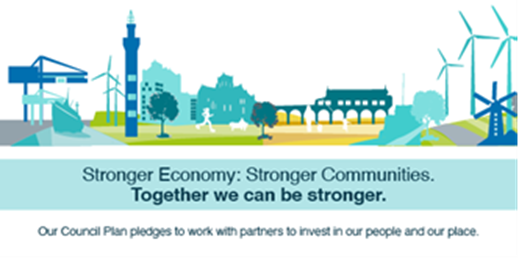 Stronger Economy: Stronger Communities.
Together we can be stronger.
Our Council Plan pledges to work with partners to invest in our people and our place.